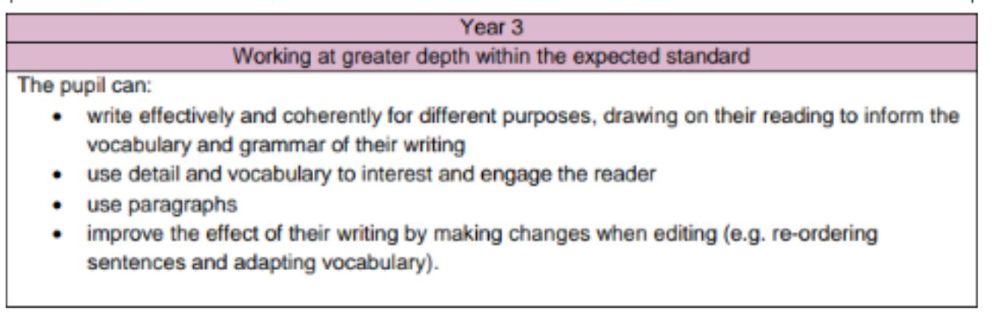 Year 3
Working at greater depth within the expected standard
The pupil can:
• write effectively and coherently for different purposes, drawing on their reading to inform the
vocabulary and grammar of their writing
• use detail and vocabulary to interest and engage the reader
• use paragraphs
• improve the effect of their writing by making changes when editing (e.g. re-ordering
sentences and adapting vocabulary).